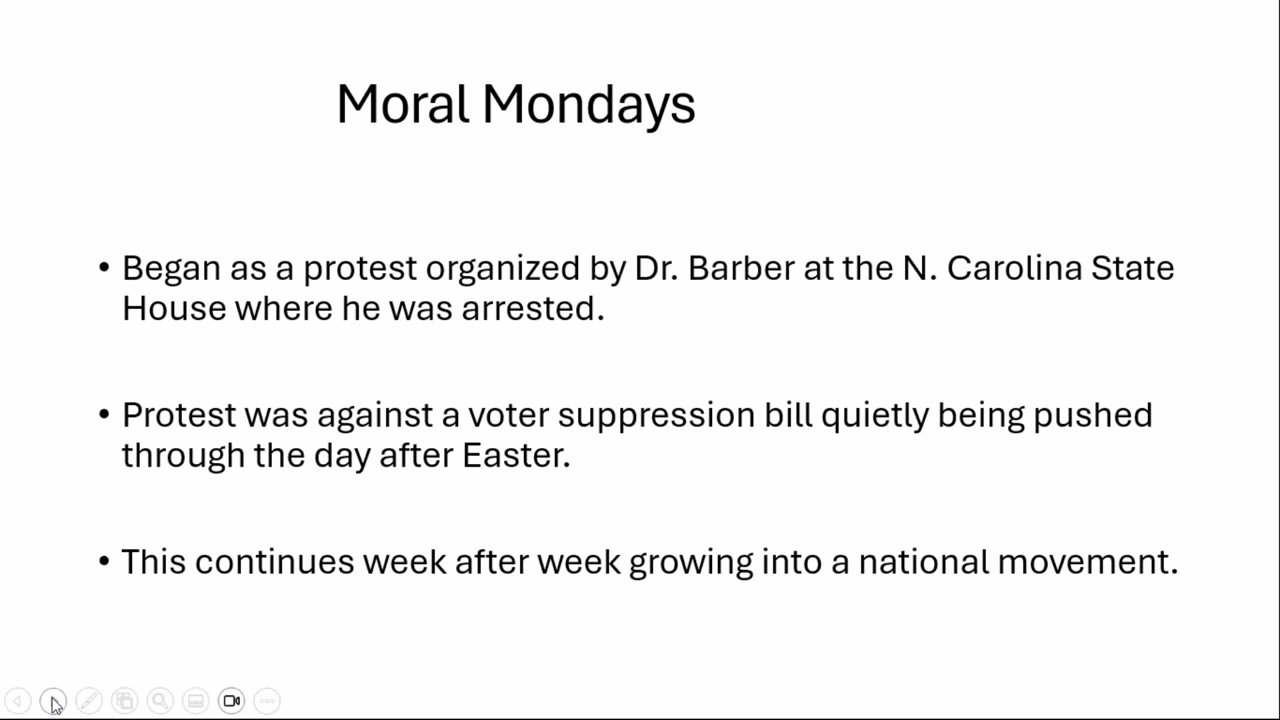 Moral Mondays
• Began as a protest organized by Dr. Barber at the N. Carolina State
House where he was arrested.
• Protest was against a voter suppression bill quietly being pushed
through the day after Easter.
• This continues week after week growing into a national movement.